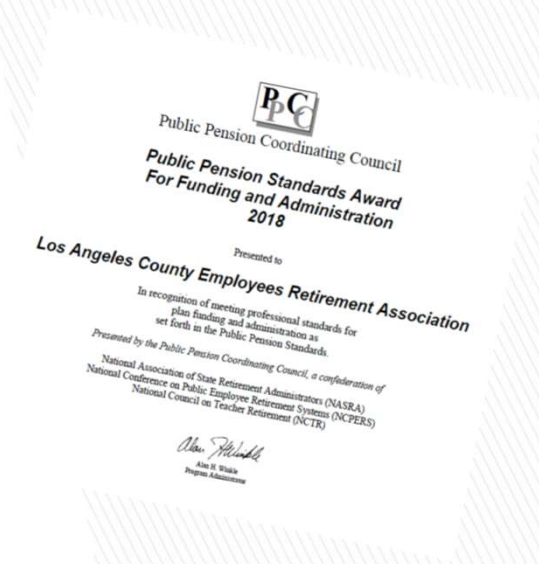 PPCC
Public Pension Coordinating Council
Public Pension Standards Award
For Funding and Administration
2018
Presented to
Los Angeles County Employees Retirement Association
In recognition of meeting professional standards for
plan funding and administration as
set forth in the Public Pension Standards.
Presented by the Public Pension Coordinating Council, a confederation of
National Association of State Retirement Administrators (NASRA)
National Conference on Public Employee Retirement Systems (NCPERS)
National Council on Teacher Retirement (NCTR)
Alan H. Winkle
Alan H. Winkle
Program Administrator